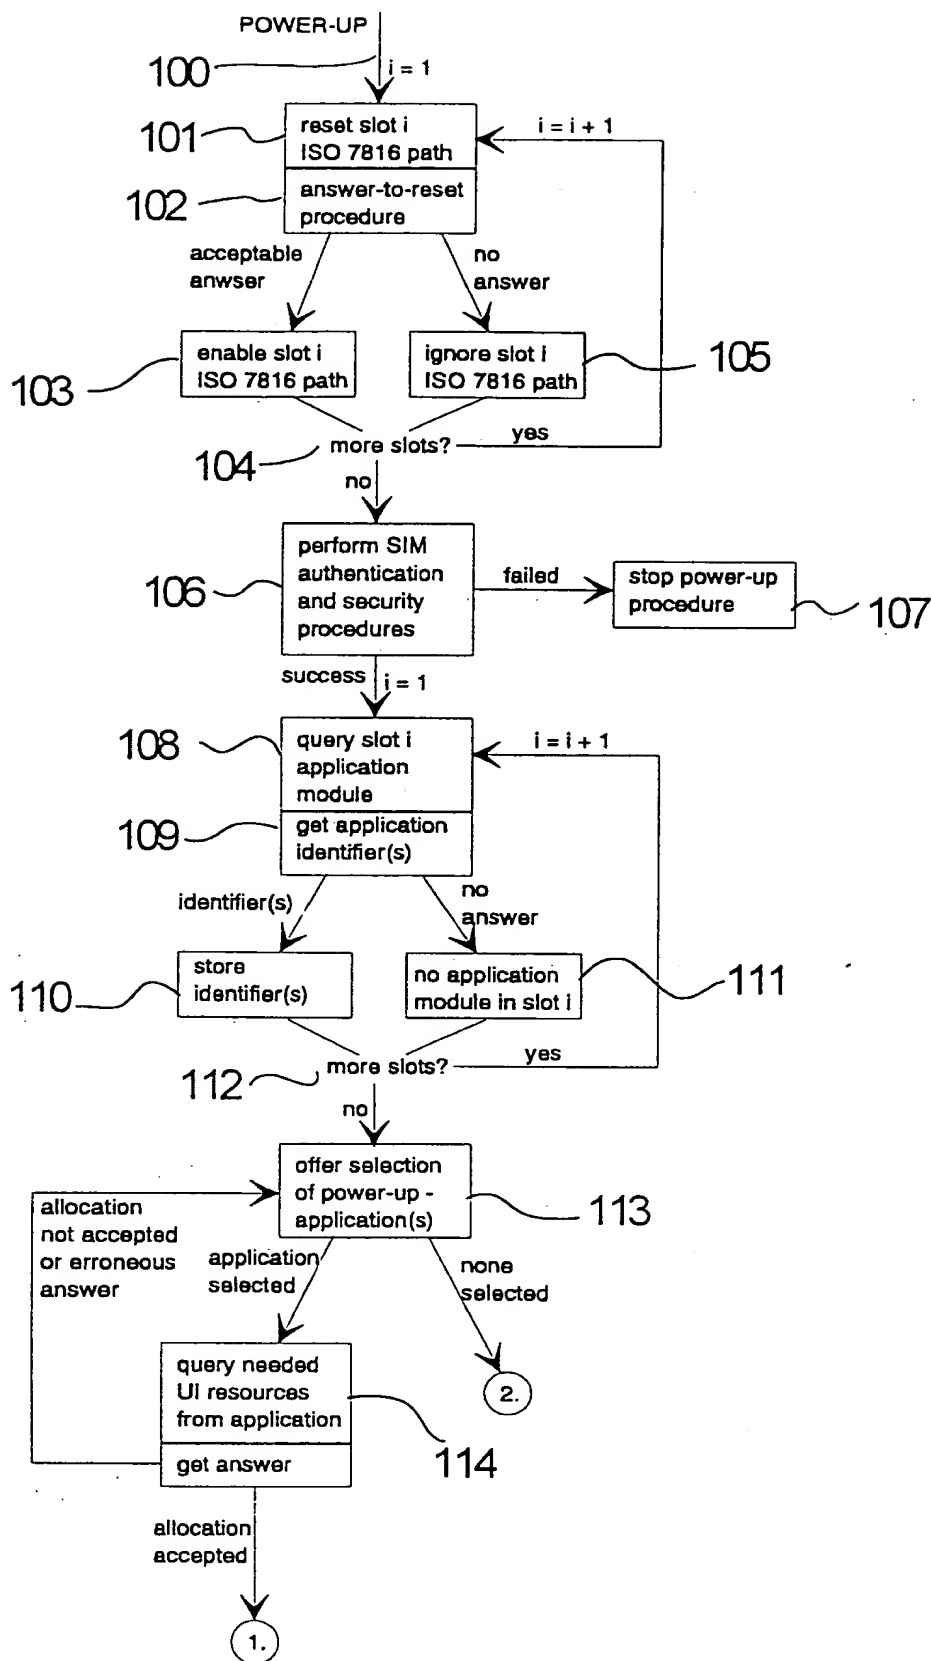 POWER-UP
100
i = 1
101
reset slot i
ISO 7816 path
i = i + 1
102
answer-to-reset
procedure
acceptable
anwser
no
answer
103
enable slot i
ISO 7816 path
ignore slot i
ISO 7816 path
105
104
more slots?
yes
no
106
perform SIM
authentication
and security
procedures
failed
stop power-up
procedure
107
success
i = 1
108
query slot i
application
module
i = i + 1
109
get application
identifier(s)
identifier(s)
no
answer
110
store
identifier(s)
no application
module in slot i
111
112
more slots?
yes
no
offer selection
of power-up -
application(s)
113
allocation
not accepted
or erroneous
answer
application
selected
none
selected
query needed
UI resources
from application
2.
get answer
114
allocation
accepted
1.